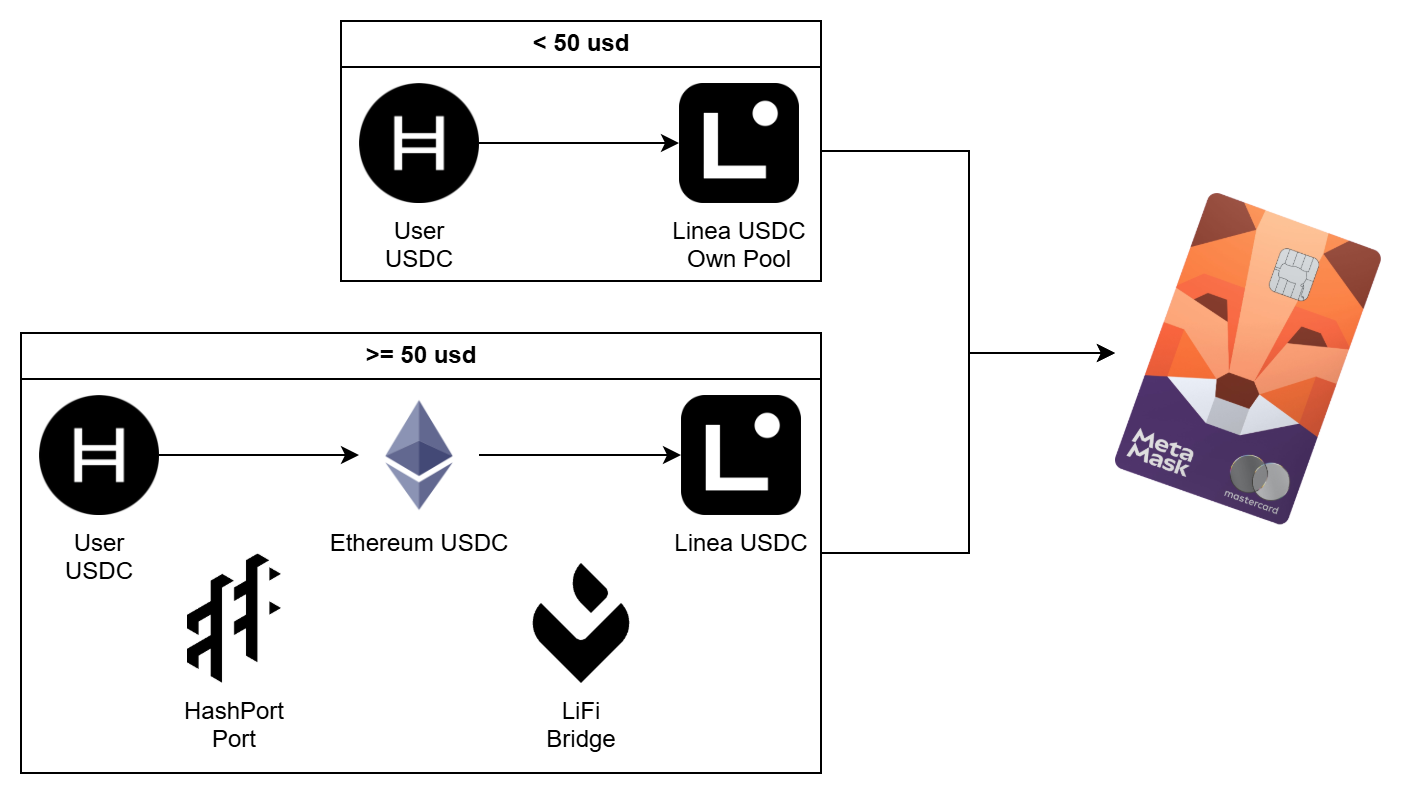 < 50 usd
User
USDC
Linea USDC
Own Pool
>= 50 usd
User
USDC
Ethereum USDC
Linea USDC
HashPort
Port
LiFi
Bridge
Meta
Mask
mastercard